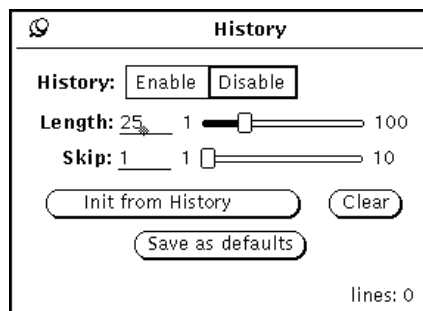 History
History: Enable Disable
Length: 25 1 100
Skip: 1 1 10
Init from History Clear
Save as defaults
lines: 0